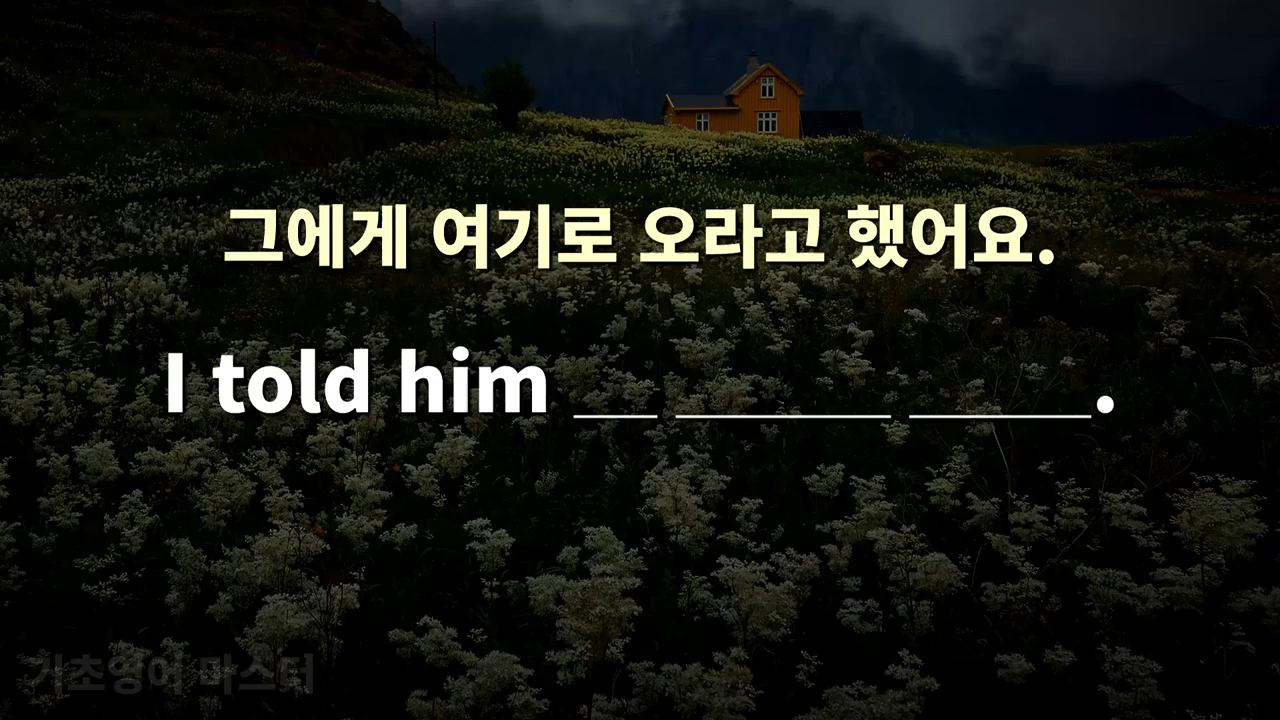 그에게 여기로 오라고 했어요.
I told him __ _____ ____.
기초영어 마스터